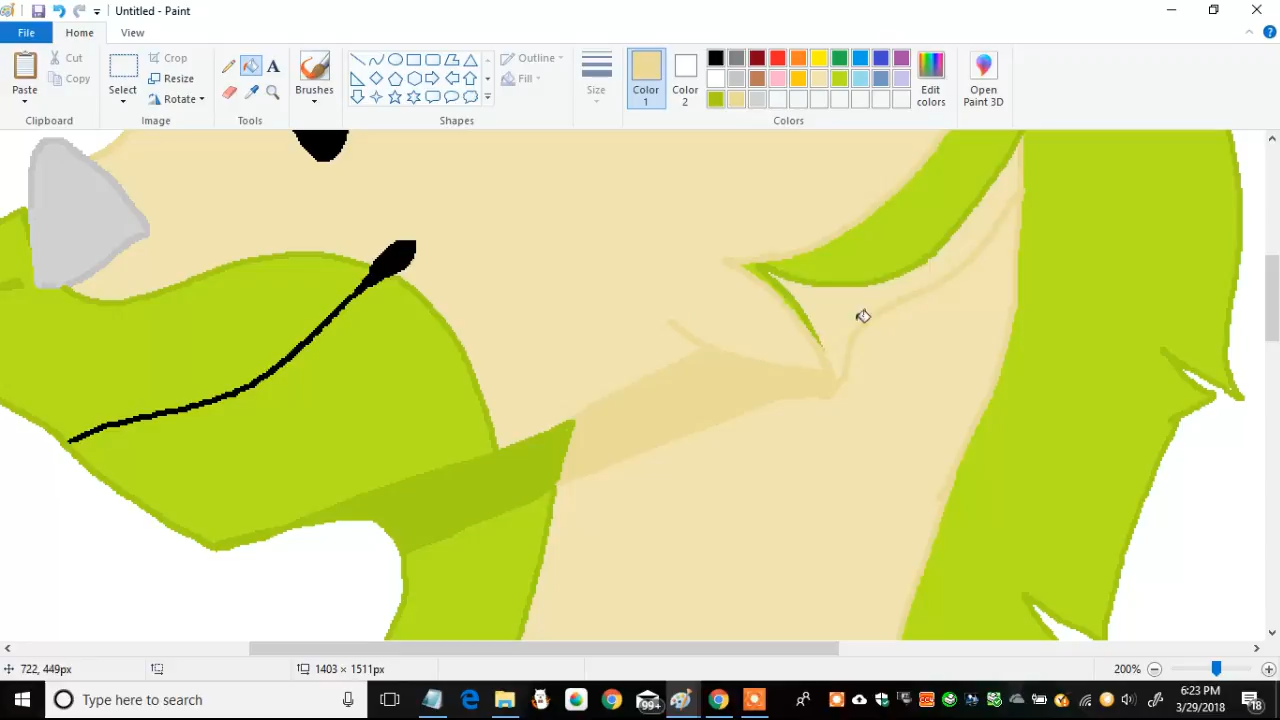 Untitled - Paint
File Home View
Paste
Cut
Copy
Clipboard
Select
Crop
Resize
Rotate
Image
A
Tools
Brushes
Outline
Fill
Shapes
Size
Color 1
Color 2
Edit colors
Colors
Open Paint 3D
722, 449px
1403 × 1511px
200%
Type here to search
99+
6:23 PM
3/29/2018
18